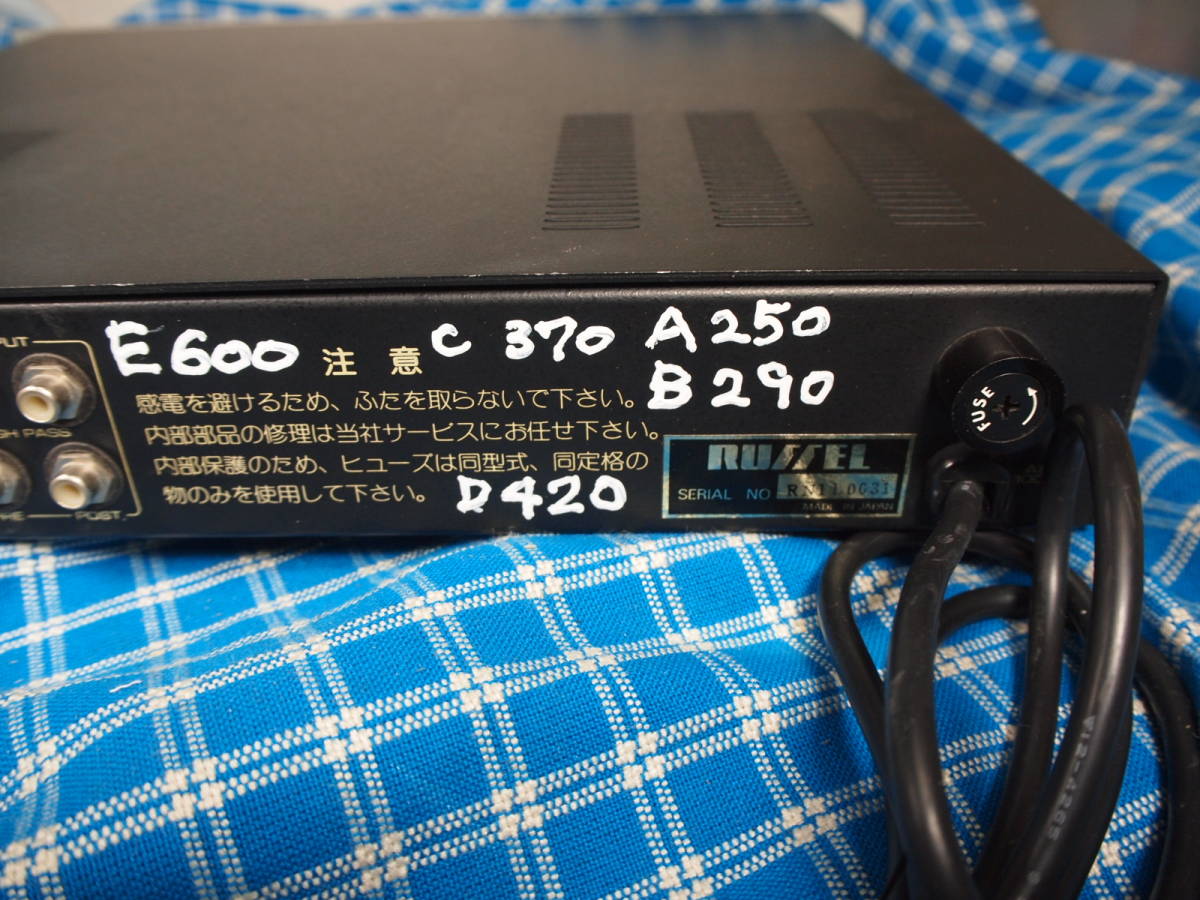 E600 注意 C 370 A250
B290
感電を避けるため、ふたを取らないで下さい。
内部部品の修理は当社サービスにお任せ下さい。
内部保護のため、ヒューズは同型式、同定格の
物のみを使用して下さい。
D420
RUSSEL
SERIAL NO
MADE IN JAPAN
FUSE
PASS
POST